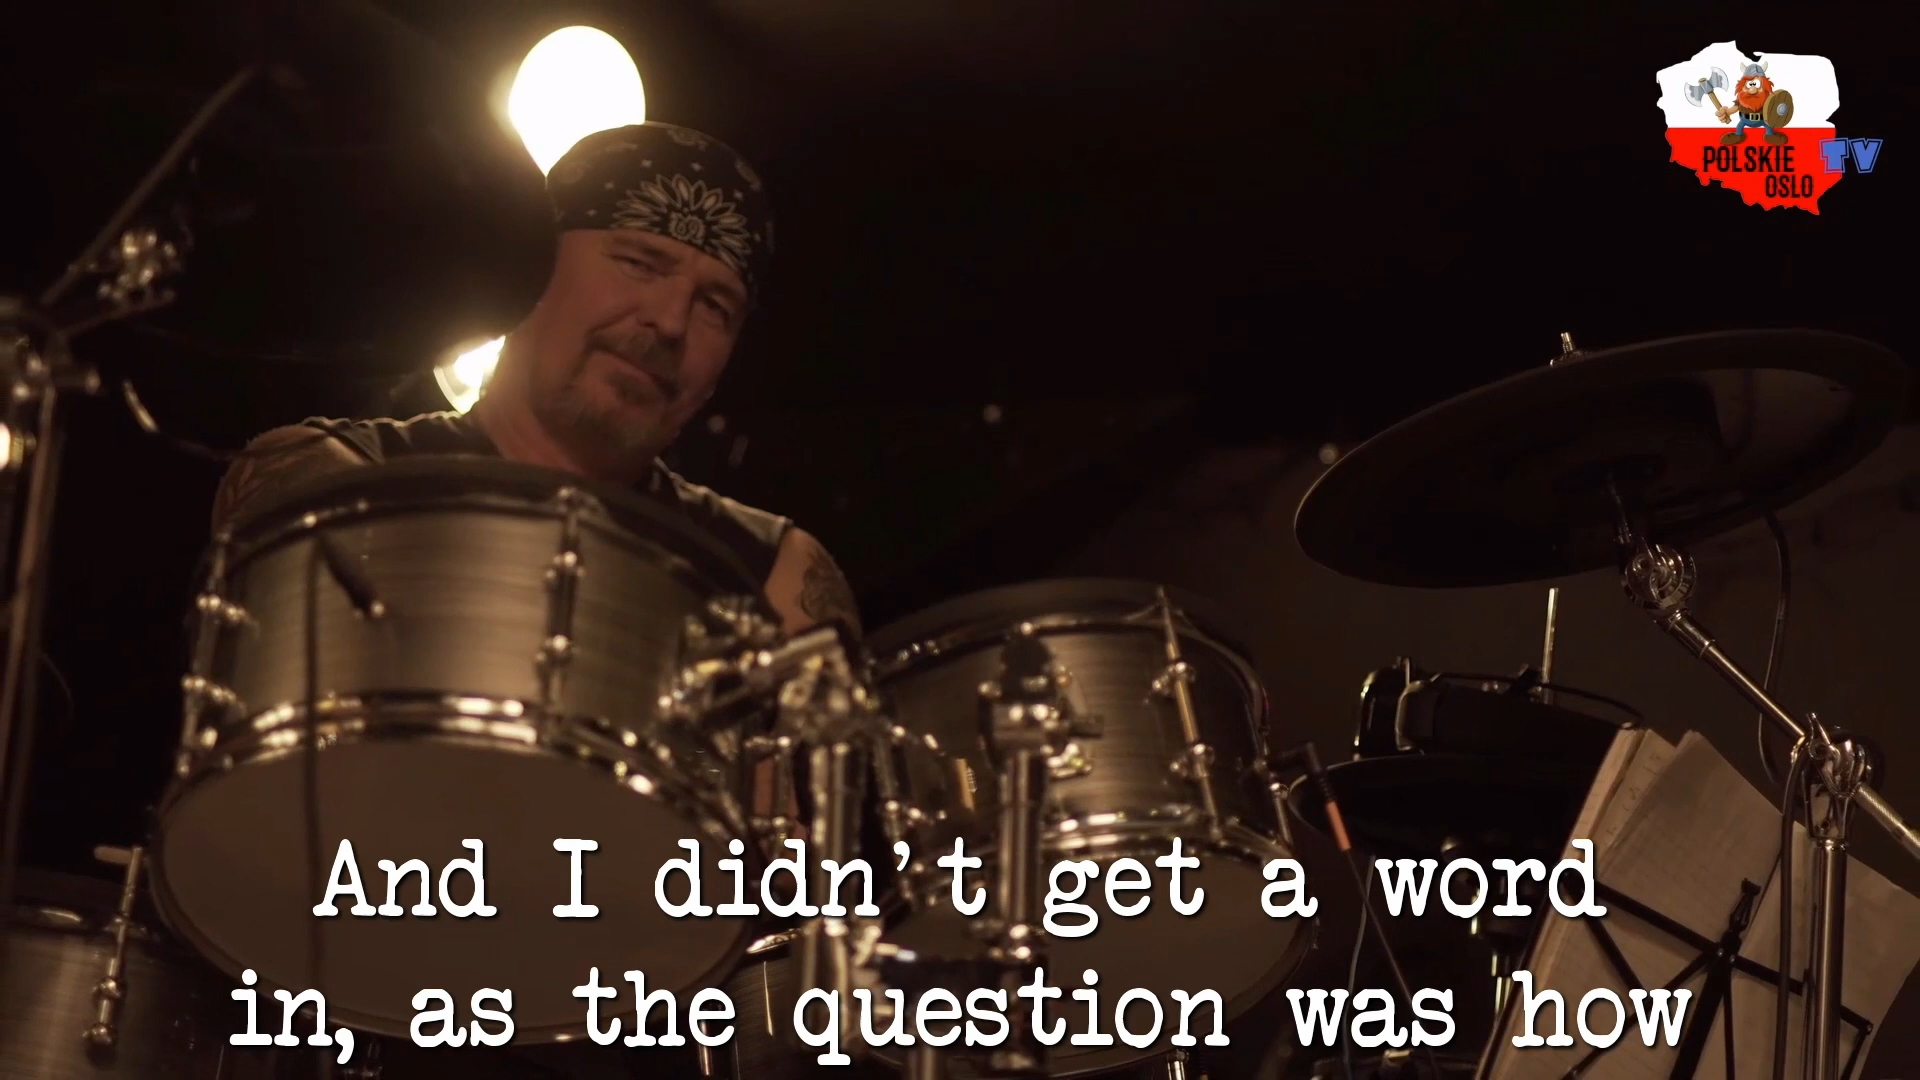 POLSKIE TV
OSLO
And I didn't get a word
in, as the question was how